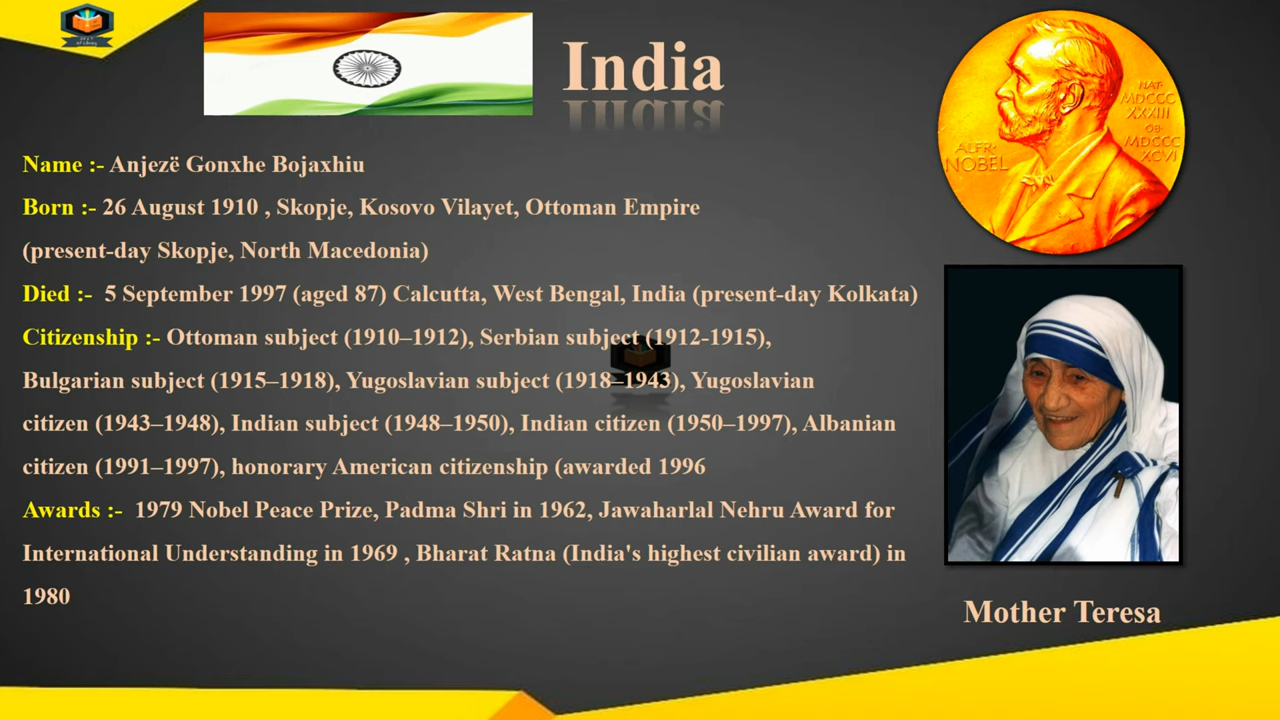 India
Name :- Anjezë Gonxhe Bojaxhiu
Born :- 26 August 1910 , Skopje, Kosovo Vilayet, Ottoman Empire
(present-day Skopje, North Macedonia)
Died :- 5 September 1997 (aged 87) Calcutta, West Bengal, India (present-day Kolkata)
Citizenship :- Ottoman subject (1910–1912), Serbian subject (1912-1915),
Bulgarian subject (1915–1918), Yugoslavian subject (1918–1943), Yugoslavian
citizen (1943–1948), Indian subject (1948–1950), Indian citizen (1950–1997), Albanian
citizen (1991–1997), honorary American citizenship (awarded 1996
Awards :- 1979 Nobel Peace Prize, Padma Shri in 1962, Jawaharlal Nehru Award for
International Understanding in 1969 , Bharat Ratna (India's highest civilian award) in
1980
ALFR·
NOBEL
NAT·
MDCCC
XXXIII
OB·
MDCCC
XCVI
Mother Teresa